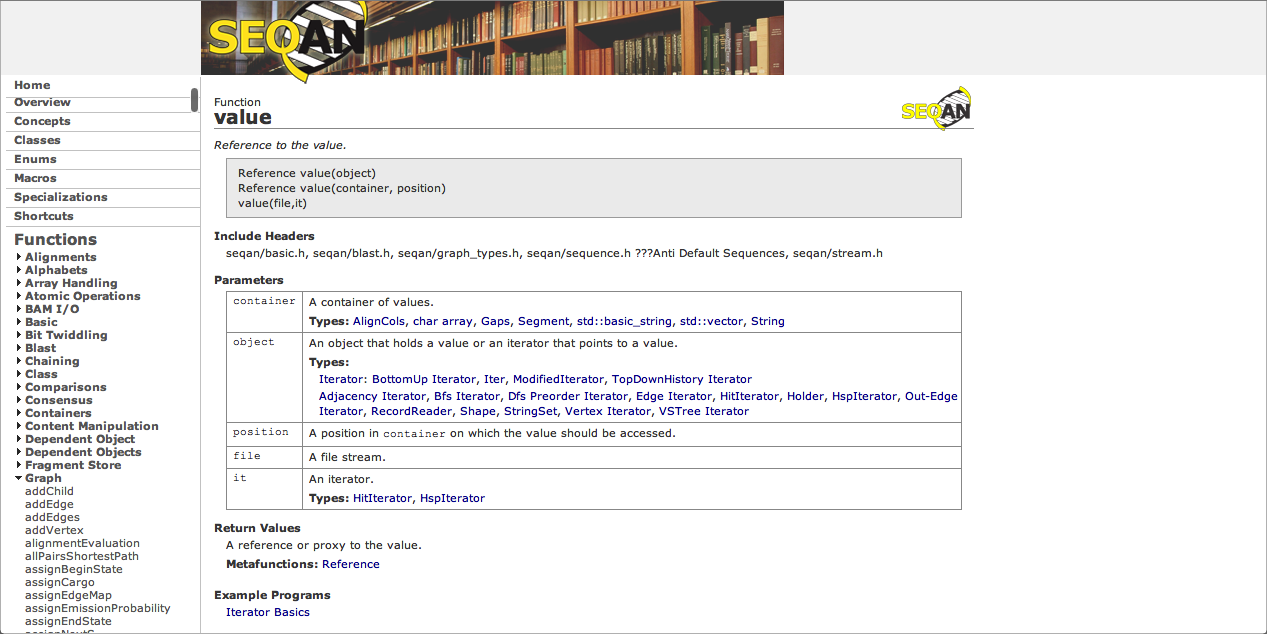 SEQAN
Home
Overview
Concepts
Classes
Enums
Macros
Specializations
Shortcuts
Functions
Alignments
Alphabets
Array Handling
Atomic Operations
BAM I/O
Basic
Bit Twiddling
Blast
Chaining
Class
Comparisons
Consensus
Containers
Content Manipulation
Dependent Object
Dependent Objects
Fragment Store
Graph
addChild
addEdge
addEdges
addVertex
alignmentEvaluation
allPairsShortestPath
assignBeginState
assignCargo
assignEdgeMap
assignEmissionProbability
assignEndState
Function
value
SEQAN
Reference to the value.
Reference value(object)
Reference value(container, position)
value(file,it)
Include Headers
seqan/basic.h, seqan/blast.h, seqan/graph_types.h, seqan/sequence.h ???Anti Default Sequences, seqan/stream.h
Parameters
container A container of values.
Types: AlignCols, char array, Gaps, Segment, std::basic_string, std::vector, String
object An object that holds a value or an iterator that points to a value.
Types:
Iterator: BottomUp Iterator, Iter, ModifiedIterator, TopDownHistory Iterator
Adjacency Iterator, Bfs Iterator, Dfs Preorder Iterator, Edge Iterator, HitIterator, Holder, HspIterator, Out-Edge
Iterator, RecordReader, Shape, StringSet, Vertex Iterator, VSTree Iterator
position A position in container on which the value should be accessed.
file A file stream.
it An iterator.
Types: HitIterator, HspIterator
Return Values
A reference or proxy to the value.
Metafunctions: Reference
Example Programs
Iterator Basics